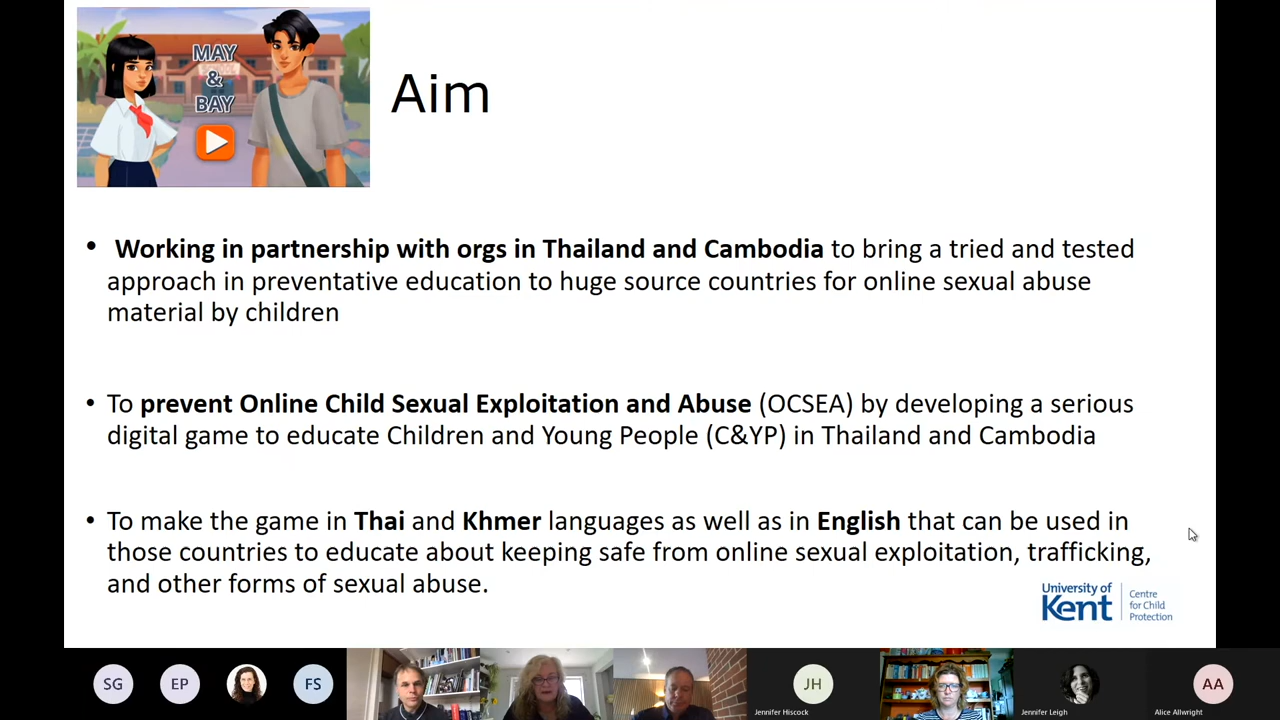 MAY
&
BAY
Aim
• Working in partnership with orgs in Thailand and Cambodia to bring a tried and tested
approach in preventative education to huge source countries for online sexual abuse
material by children
• To prevent Online Child Sexual Exploitation and Abuse (OCSEA) by developing a serious
digital game to educate Children and Young People (C&YP) in Thailand and Cambodia
• To make the game in Thai and Khmer languages as well as in English that can be used in
those countries to educate about keeping safe from online sexual exploitation, trafficking,
and other forms of sexual abuse.
University of
Kent
Centre
for Child
Protection
SG
EP
FS
JH
AA
Jennifer Hiscock
Jennifer Leigh
Alice Allwright